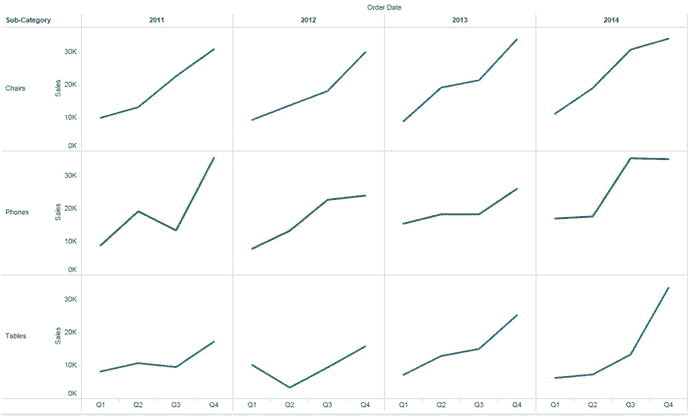 Order Date
Sub-Category 2011 2012 2013 2014
30K
20K
Chairs Sales
10K
0K
30K
20K
Phones Sales
10K
0K
30K
20K
Tables Sales
10K
0K
Q1 Q2 Q3 Q4 Q1 Q2 Q3 Q4 Q1 Q2 Q3 Q4 Q1 Q2 Q3 Q4